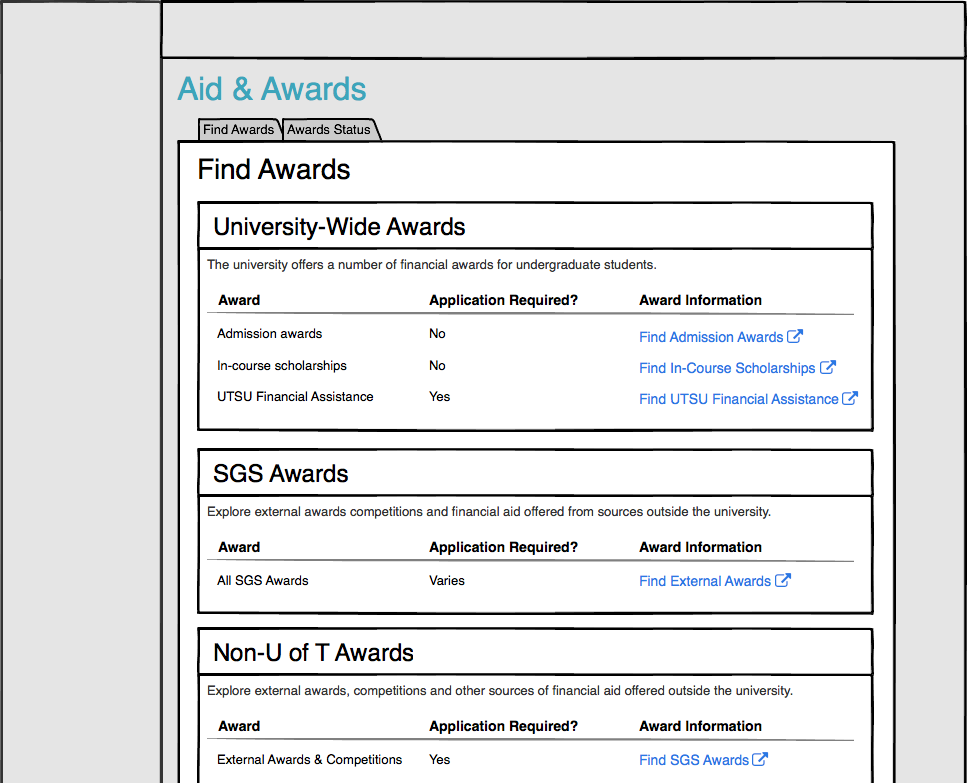 Aid & Awards
Find Awards Awards Status
Find Awards
University-Wide Awards
The university offers a number of financial awards for undergraduate students.
Award Application Required? Award Information
Admission awards No Find Admission Awards
In-course scholarships No Find In-Course Scholarships
UTSU Financial Assistance Yes Find UTSU Financial Assistance
SGS Awards
Explore external awards competitions and financial aid offered from sources outside the university.
Award Application Required? Award Information
All SGS Awards Varies Find External Awards
Non-U of T Awards
Explore external awards, competitions and other sources of financial aid offered outside the university.
Award Application Required? Award Information
External Awards & Competitions Yes Find SGS Awards